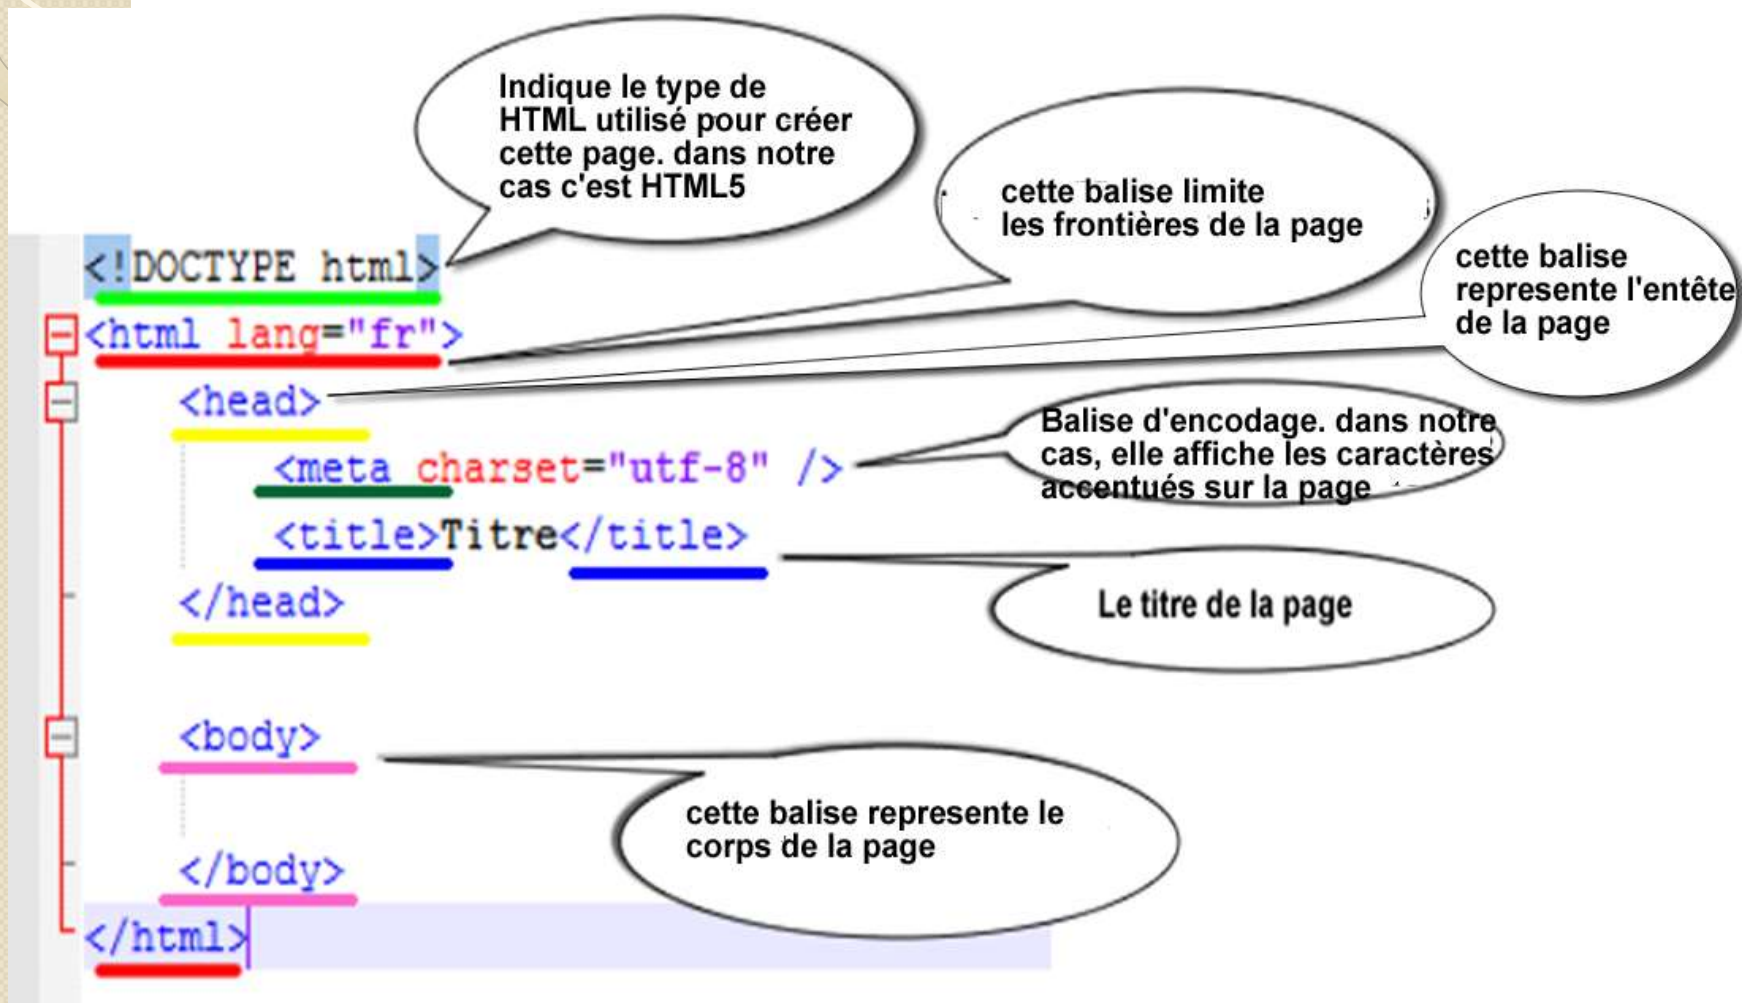 Indique le type de
HTML utilisé pour créer
cette page. dans notre
cas c'est HTML5
cette balise limite
les frontières de la page
cette balise
represente l'entête
de la page
<!DOCTYPE html>
<html lang="fr">
<head>
Balise d'encodage. dans notre
cas, elle affiche les caractères
accentués sur la page
<meta charset="utf-8" />
<title>Titre</title>
Le titre de la page
</head>
<body>
cette balise represente le
corps de la page
</body>
</html>